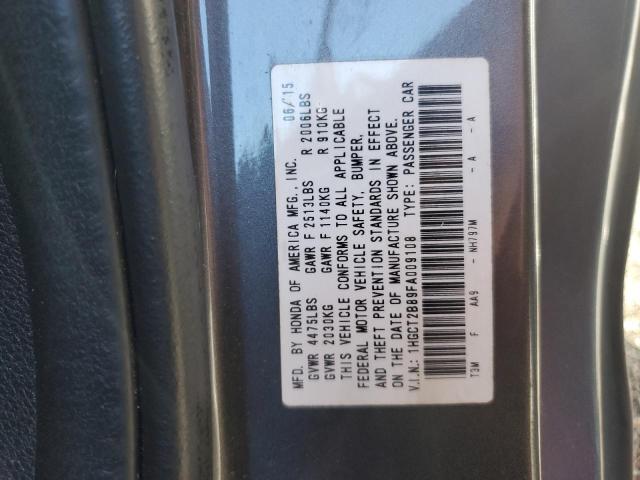 MFD. BY HONDA OF AMERICA MFG., INC. 06/'15
GVWR 4475LBS GAWR F 2513LBS R 2006LBS
GVWR 2030KG GAWR F 1140KG R 910KG
THIS VEHICLE CONFORMS TO ALL APPLICABLE
FEDERAL MOTOR VEHICLE SAFETY, BUMPER,
AND THEFT PREVENTION STANDARDS IN EFFECT
ON THE DATE OF MANUFACTURE SHOWN ABOVE.
V.I.N.: 1HGCT2B89FA009108 TYPE: PASSENGER CAR
T3M F AA9 - NH797M - A - A